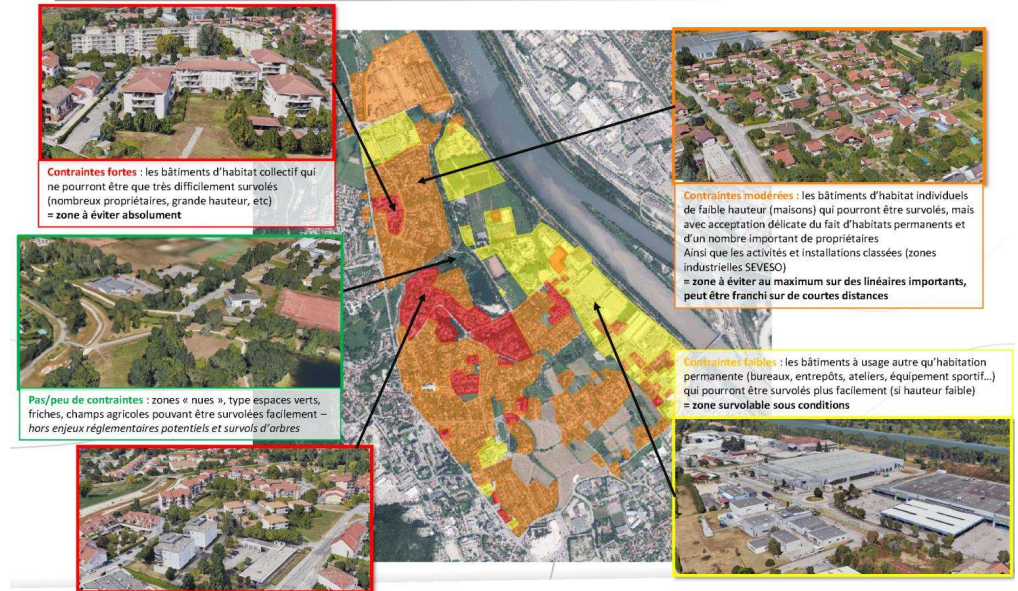 Contraintes fortes : les bâtiments d'habitat collectif qui
ne pourront être que très difficilement survolés
(nombreux propriétaires, grande hauteur, etc)
= zone à éviter absolument
Pas/peu de contraintes : zones « nues », type espaces verts,
friches, champs agricoles pouvant être survolées facilement –
hors enjeux réglementaires potentiels et survols d'arbres
Contraintes modérées : les bâtiments d'habitat individuels
de faible hauteur (maisons) qui pourront être survolés, mais
avec acceptation délicate du fait d'habitats permanents et
d'un nombre important de propriétaires
Ainsi que les activités et installations classées (zones
industrielles SEVESO)
= zone à éviter au maximum sur des linéaires importants,
peut être franchi sur de courtes distances
Contraintes faibles : les bâtiments à usage autre qu'habitation
permanente (bureaux, entrepôts, ateliers, équipement sportif…)
qui pourront être survolés plus facilement (si hauteur faible)
= zone survolable sous conditions